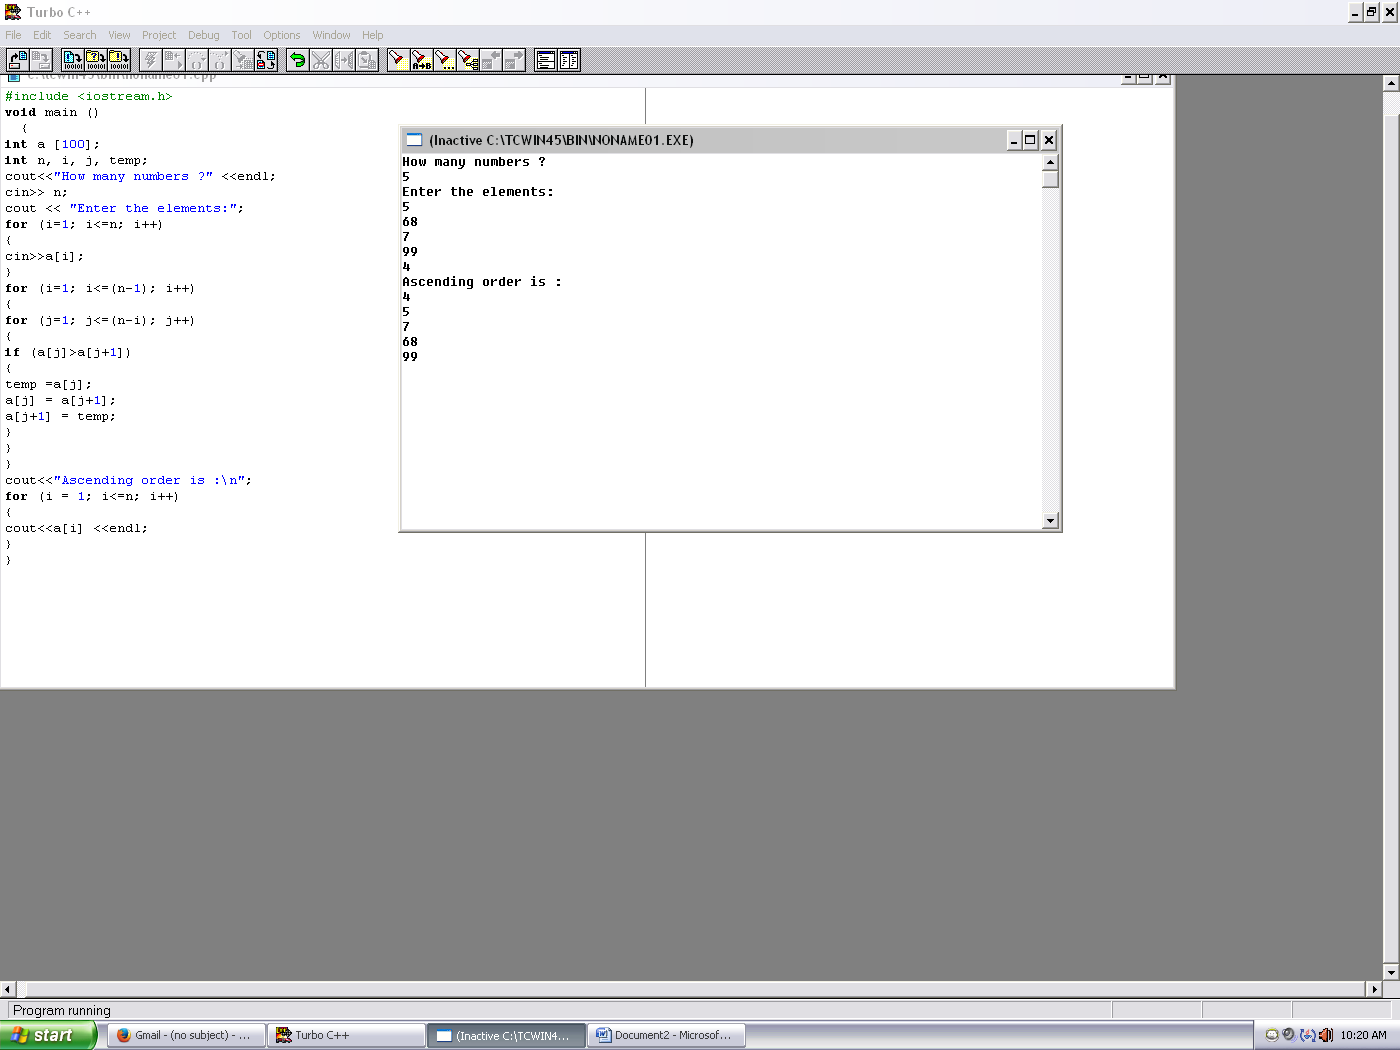 Turbo C++
File Edit Search View Project Debug Tool Options Window Help
c:\tcwin45\bin\noname01.cpp
#include <iostream.h>
void main ()
{
int a [100];
int n, i, j, temp;
cout<<"How many numbers ?" <<endl;
cin>> n;
cout << "Enter the elements:";
for (i=1; i<=n; i++)
{
cin>>a[i];
}
for (i=1; i<=(n-1); i++)
{
for (j=1; j<=(n-i); j++)
{
if (a[j]>a[j+1])
{
temp =a[j];
a[j] = a[j+1];
a[j+1] = temp;
}
}
}
cout<<"Ascending order is :\n";
for (i = 1; i<=n; i++)
{
cout<<a[i] <<endl;
}
}
(Inactive C:\TCWIN45\BIN\NONAME01.EXE)
How many numbers ?
5
Enter the elements:
5
68
7
99
4
Ascending order is :
4
5
7
68
99
Program running
start Gmail - (no subject) - ... Turbo C++ (Inactive C:\TCWIN4... Document2 - Microsof... 10:20 AM